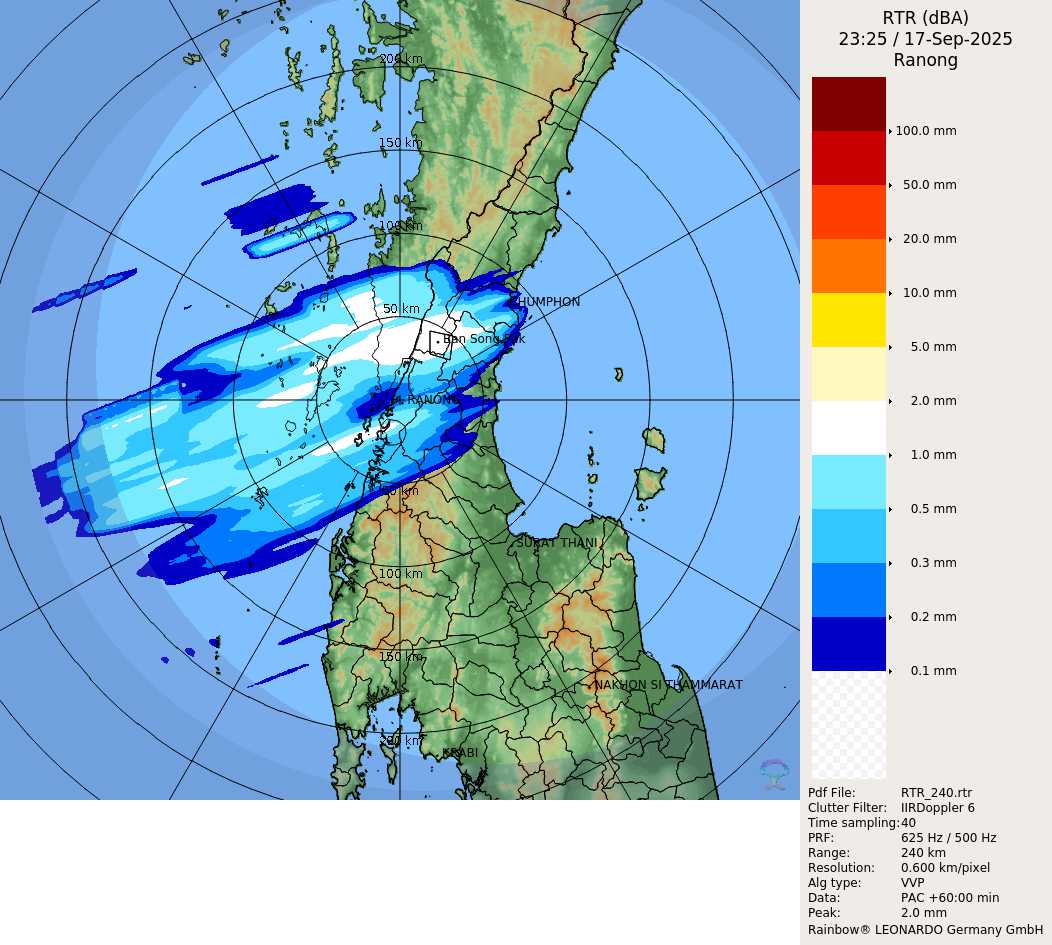 RTR (dBA)
23:25 / 17-Sep-2025
Ranong
100.0 mm
50.0 mm
20.0 mm
10.0 mm
5.0 mm
2.0 mm
1.0 mm
0.5 mm
0.3 mm
0.2 mm
0.1 mm
Pdf File: RTR_240.rtr
Clutter Filter: IIRDoppler 6
Time sampling:40
PRF: 625 Hz / 500 Hz
Range: 240 km
Resolution: 0.600 km/pixel
Alg type: VVP
Data: PAC +60:00 min
Peak: 2.0 mm
Rainbow® LEONARDO Germany GmbH
200 km
150 km
100 km
50 km
RANONG
50 km
SURAT THANI
100 km
150 km
NAKHON SI THAMMARAT
200 km
KRABI